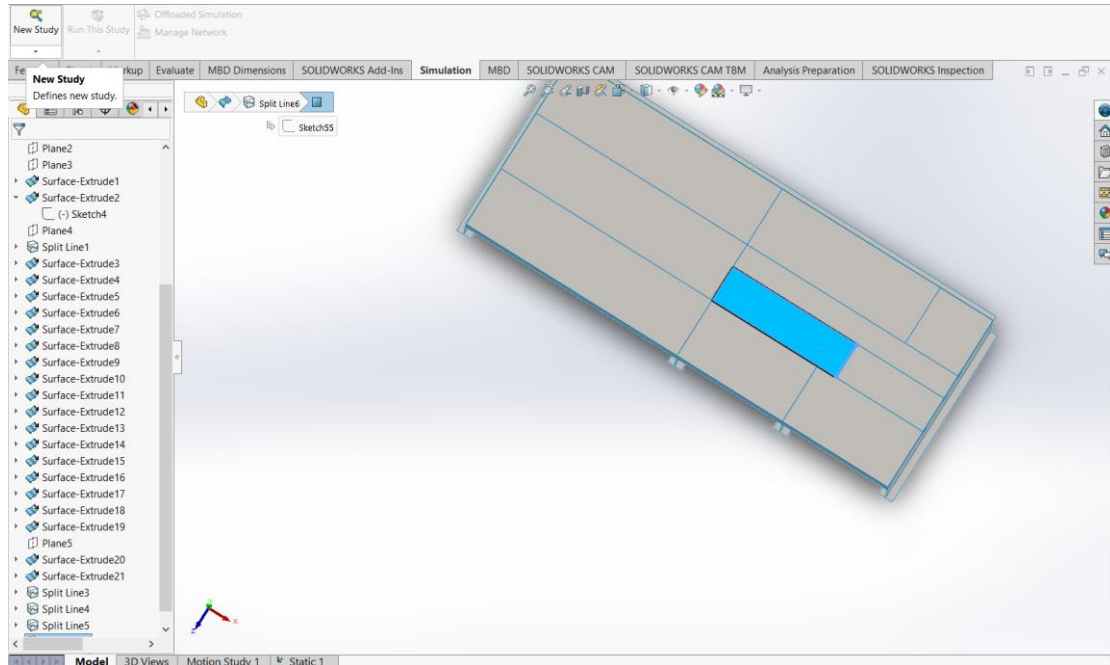 New Study
Run This Study
Offloaded Simulation
Manage Network
Evaluate
MBD Dimensions
SOLIDWORKS Add-Ins
Simulation
MBD
SOLIDWORKS CAM
SOLIDWORKS CAM TBM
Analysis Preparation
SOLIDWORKS Inspection
New Study
Defines new study.
Split Line6
Sketch55
Plane2
Plane3
Surface-Extrude1
Surface-Extrude2
(-) Sketch4
Plane4
Split Line1
Surface-Extrude3
Surface-Extrude4
Surface-Extrude5
Surface-Extrude6
Surface-Extrude7
Surface-Extrude8
Surface-Extrude9
Surface-Extrude10
Surface-Extrude11
Surface-Extrude12
Surface-Extrude13
Surface-Extrude14
Surface-Extrude15
Surface-Extrude16
Surface-Extrude17
Surface-Extrude18
Surface-Extrude19
Plane5
Surface-Extrude20
Surface-Extrude21
Split Line3
Split Line4
Split Line5
x
z
Model
3D Views
Motion Study 1
Static 1